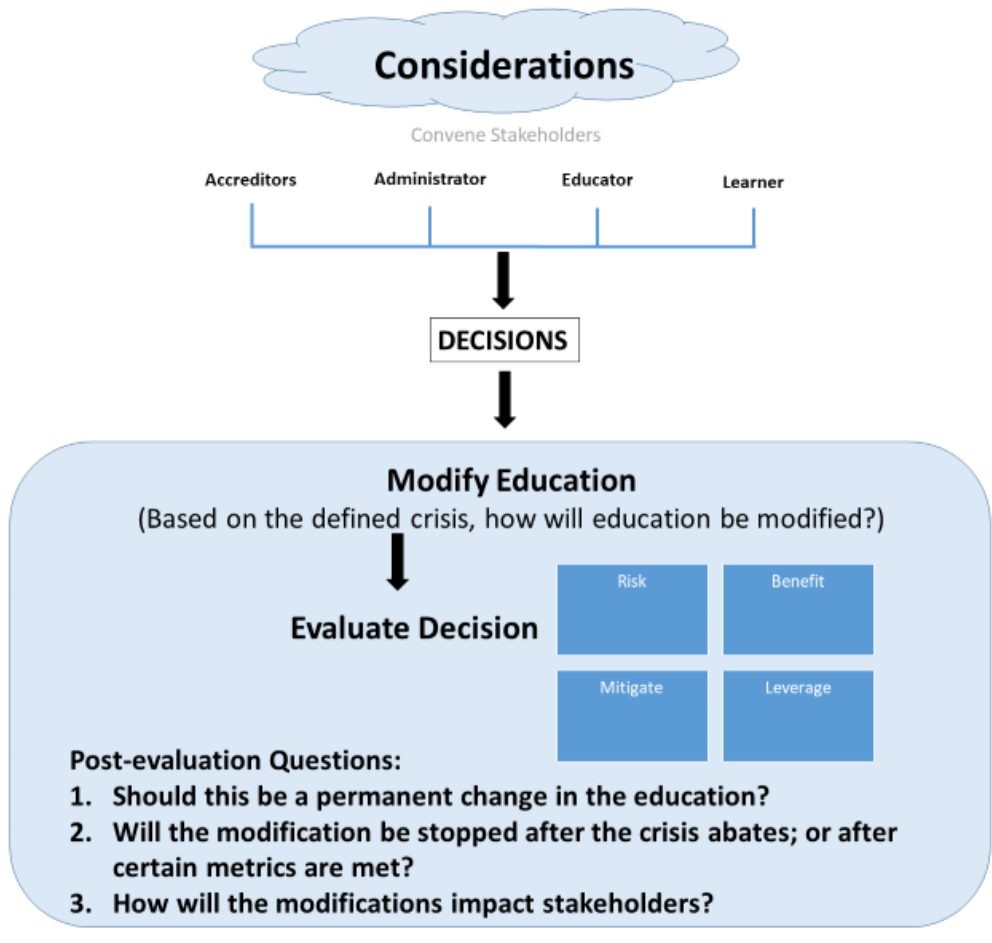 Considerations
Convene Stakeholders
Accreditors Administrator Educator Learner
DECISIONS
Modify Education
(Based on the defined crisis, how will education be modified?)
Evaluate Decision
Risk Benefit
Mitigate Leverage
Post-evaluation Questions:
1. Should this be a permanent change in the education?
2. Will the modification be stopped after the crisis abates; or after
certain metrics are met?
3. How will the modifications impact stakeholders?